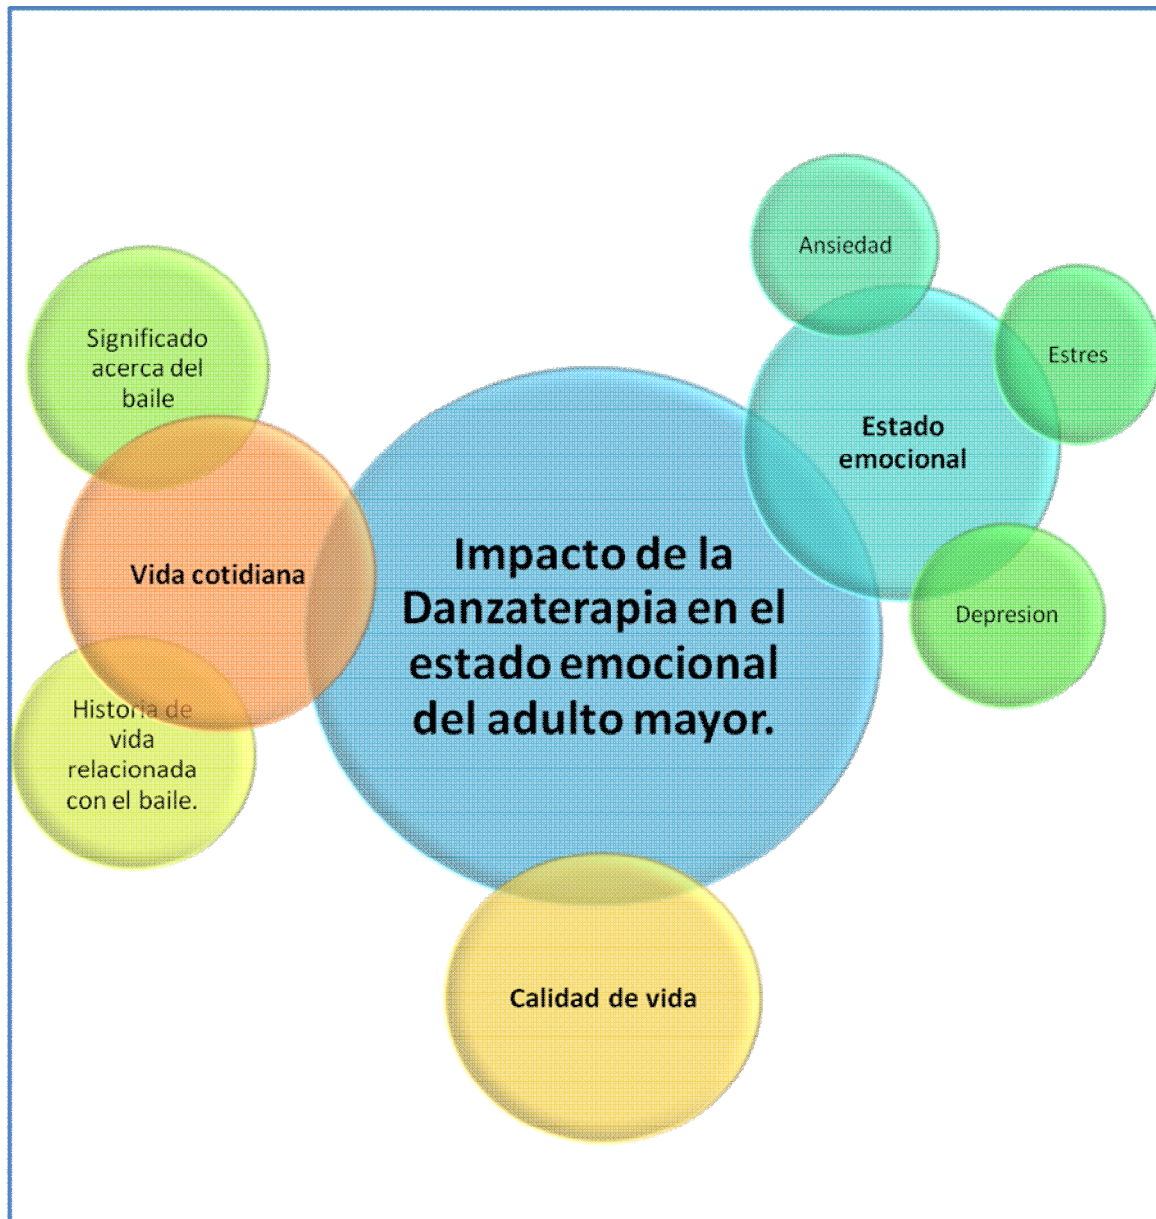 Ansiedad
Estres
Estado
emocional
Depresion
Significado
acerca del
baile
Vida cotidiana
Historia de
vida
relacionada
con el baile.
Impacto de la
Danzaterapia en el
estado emocional
del adulto mayor.
Calidad de vida